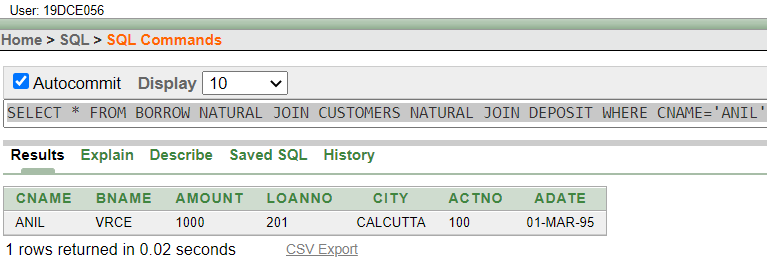 User: 19DCE056
Home > SQL > SQL Commands
Autocommit Display 10
SELECT * FROM BORROW NATURAL JOIN CUSTOMERS NATURAL JOIN DEPOSIT WHERE CNAME='ANIL'
Results Explain Describe Saved SQL History
CNAME BNAME AMOUNT LOANNO CITY ACTNO ADATE
ANIL VRCE 1000 201 CALCUTTA 100 01-MAR-95
1 rows returned in 0.02 seconds CSV Export